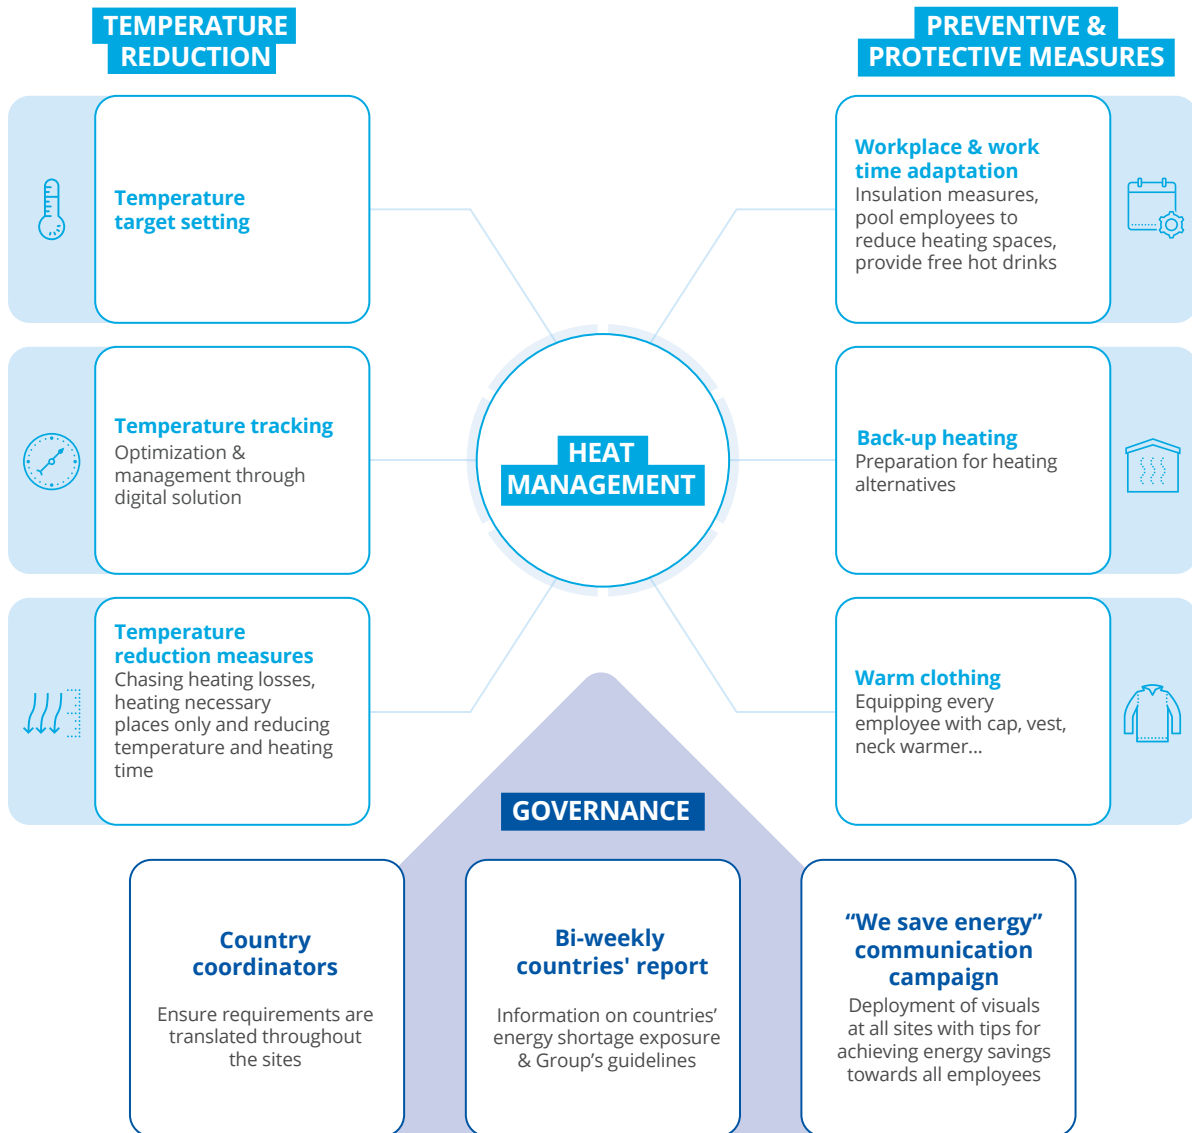 TEMPERATURE
REDUCTION
Temperature
target setting
Temperature tracking
Optimization &
management through
digital solution
Temperature
reduction measures
Chasing heating losses,
heating necessary
places only and reducing
temperature and heating
time
HEAT
MANAGEMENT
PREVENTIVE &
PROTECTIVE MEASURES
Workplace & work
time adaptation
Insulation measures,
pool employees to
reduce heating spaces,
provide free hot drinks
Back-up heating
Preparation for heating
alternatives
Warm clothing
Equipping every
employee with cap, vest,
neck warmer...
GOVERNANCE
Country
coordinators
Ensure requirements are
translated throughout
the sites
Bi-weekly
countries' report
Information on countries’
energy shortage exposure
& Group’s guidelines
“We save energy”
communication
campaign
Deployment of visuals
at all sites with tips for
achieving energy savings
towards all employees